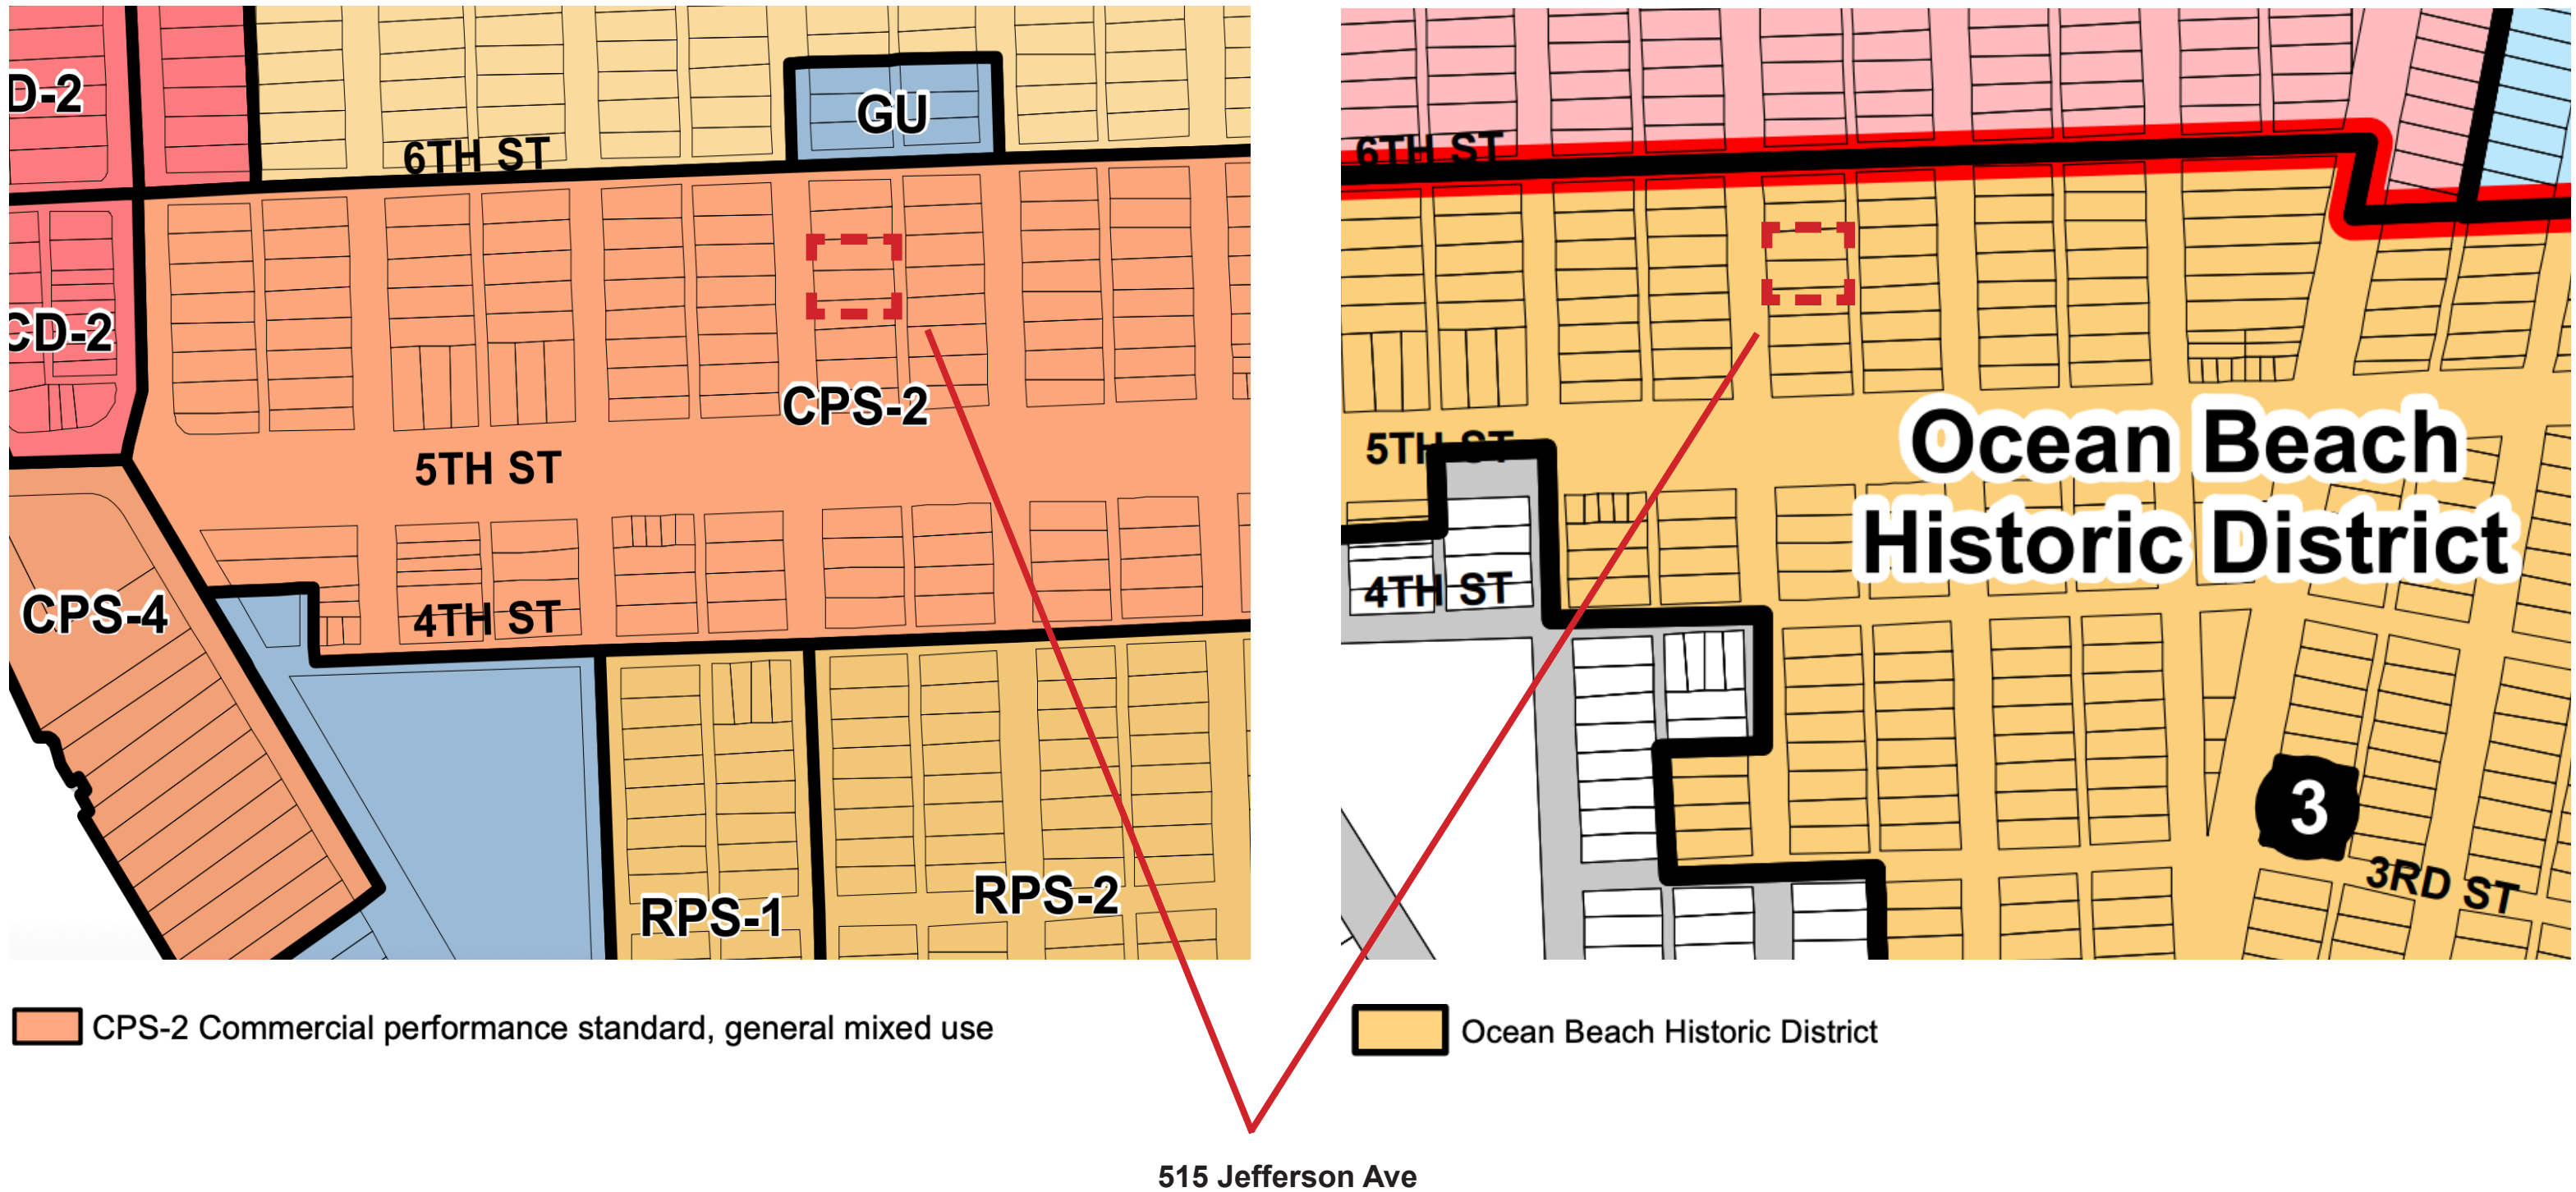 D-2
GU
6TH ST
CD-2
CPS-2
5TH ST
CPS-4
4TH ST
RPS-1
RPS-2
CPS-2 Commercial performance standard, general mixed use
6TH ST
5TH ST
Ocean Beach
Historic District
4TH ST
3
3RD ST
Ocean Beach Historic District
515 Jefferson Ave